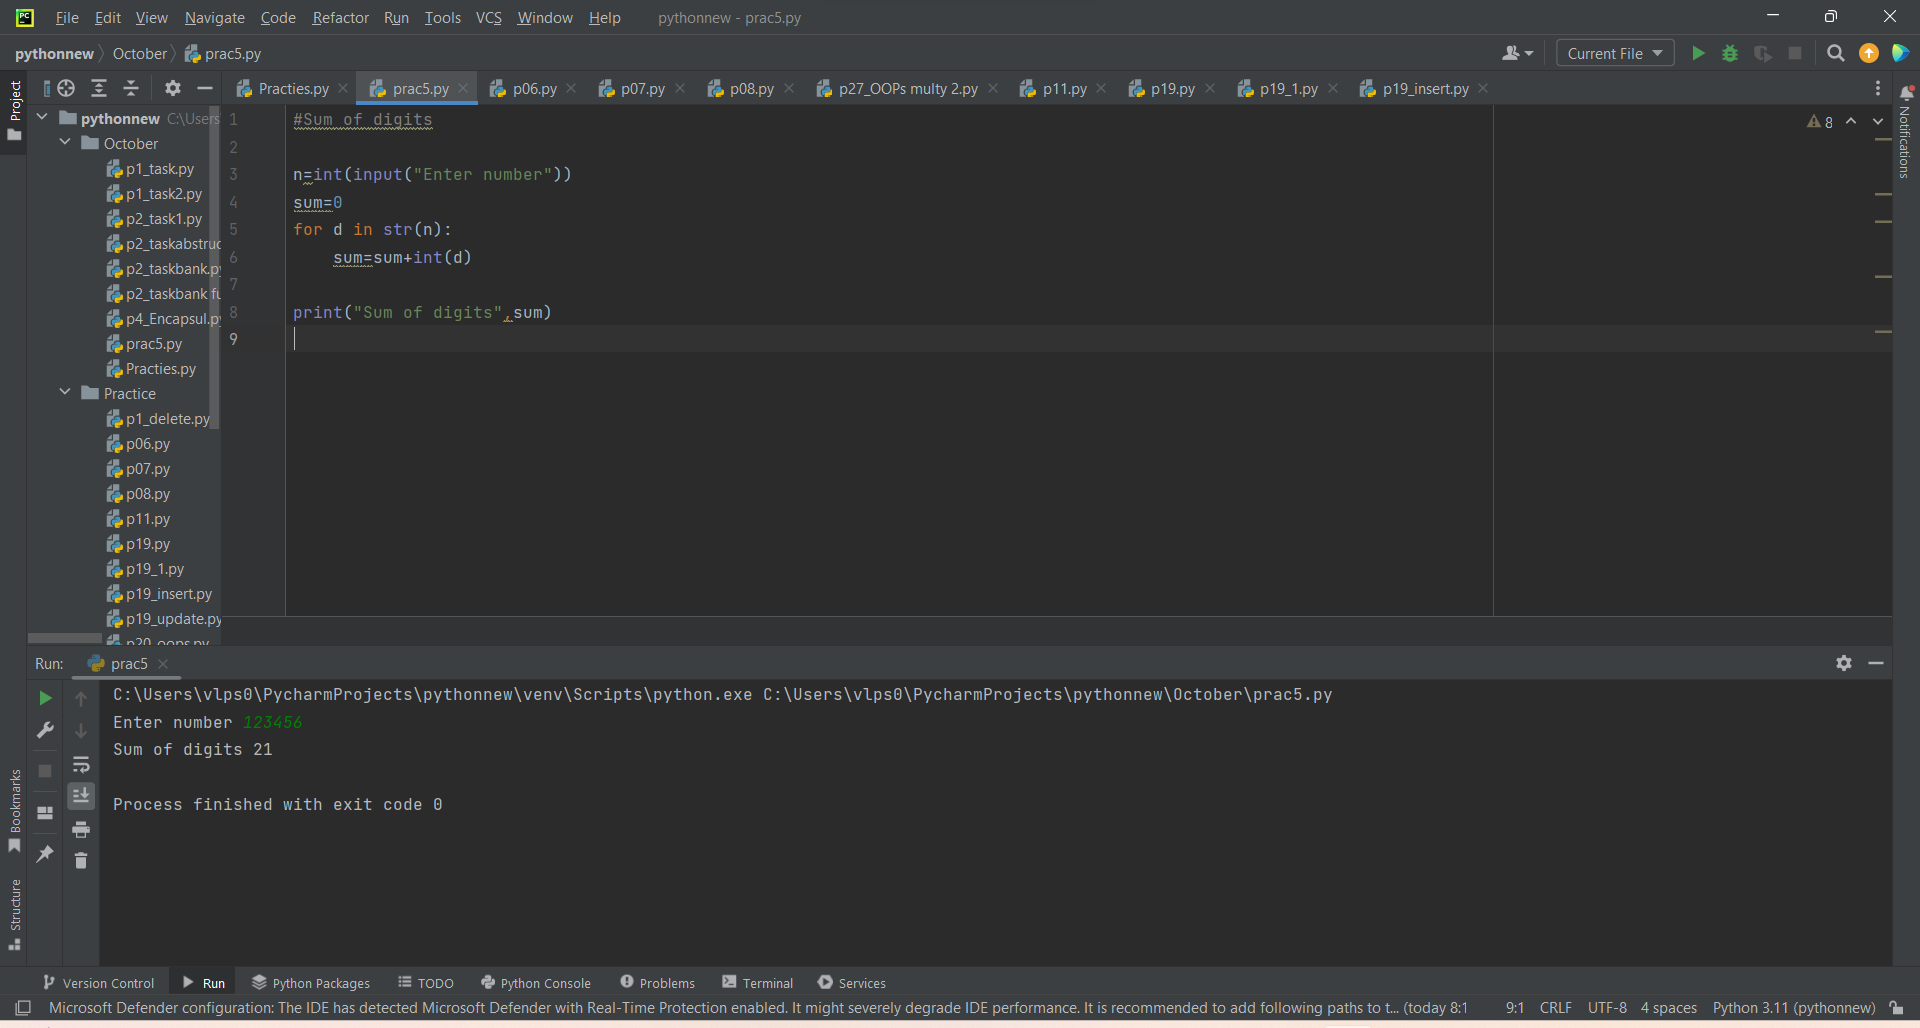 File Edit View Navigate Code Refactor Run Tools VCS Window Help pythonnew - prac5.py
pythonnew October prac5.py Current File
Project
Practies.py prac5.py p06.py p07.py p08.py p27_OOPs multy 2.py p11.py p19.py p19_1.py p19_insert.py
pythonnew C:\Users
October
p1_task.py
p1_task2.py
p2_task1.py
p2_taskabstruc
p2_taskbank.py
p2_taskbank fu
p4_Encapsul.py
prac5.py
Practies.py
Practice
p1_delete.py
p06.py
p07.py
p08.py
p11.py
p19.py
p19_1.py
p19_insert.py
p19_update.py
p20_oops.py
1 #Sum of digits
2
3 n=int(input("Enter number"))
4 sum=0
5 for d in str(n):
6     sum=sum+int(d)
7
8 print("Sum of digits",sum)
9
8
Notifications
Run: prac5
C:\Users\vlps0\PycharmProjects\pythonnew\venv\Scripts\python.exe C:\Users\vlps0\PycharmProjects\pythonnew\October\prac5.py
Enter number 123456
Sum of digits 21
Process finished with exit code 0
Bookmarks
Structure
Version Control Run Python Packages TODO Python Console Problems Terminal Services
Microsoft Defender configuration: The IDE has detected Microsoft Defender with Real-Time Protection enabled. It might severely degrade IDE performance. It is recommended to add following paths to t... (today 8:1 9:1 CRLF UTF-8 4 spaces Python 3.11 (pythonnew)